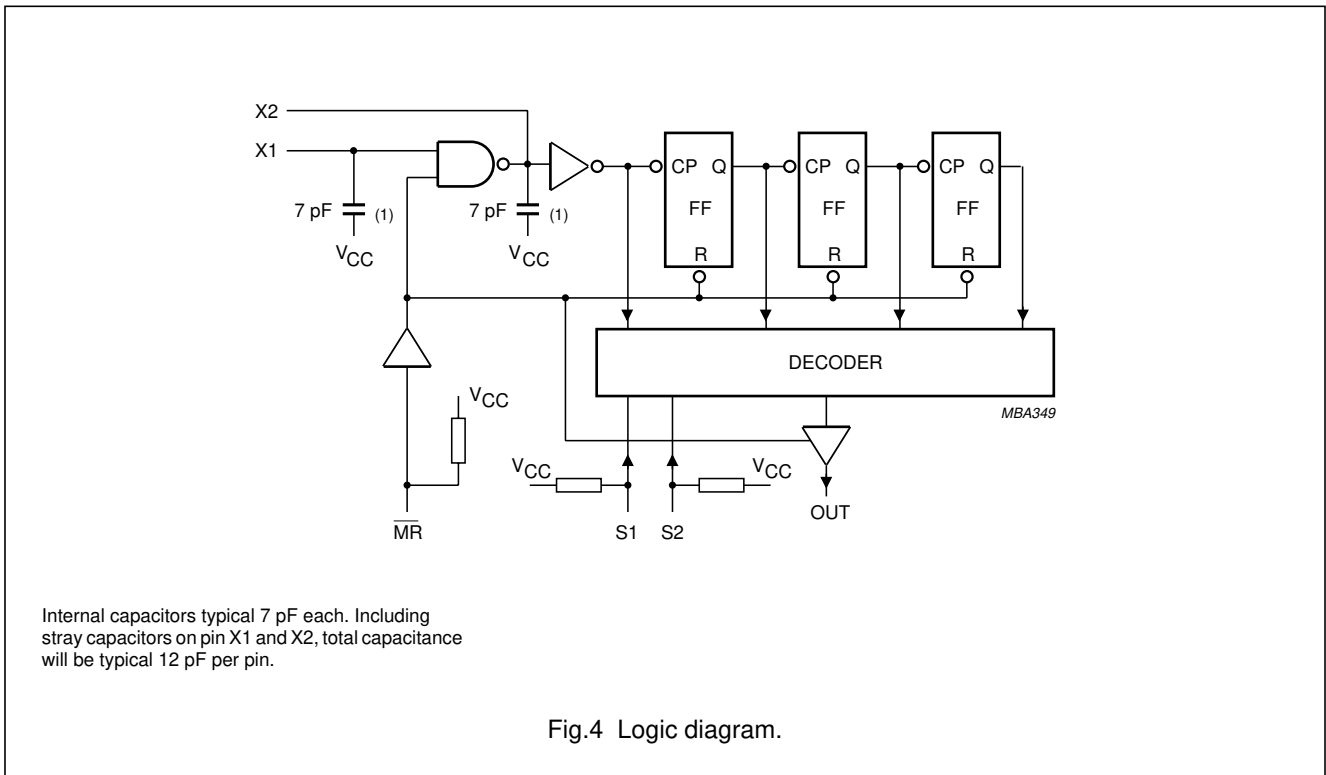 X2
X1
7 pF (1)
VCC
7 pF (1)
VCC
CP Q
FF
R
CP Q
FF
R
CP Q
FF
R
DECODER
MBA349
VCC
VCC
VCC
MR
S1
S2
OUT
Internal capacitors typical 7 pF each. Including
stray capacitors on pin X1 and X2, total capacitance
will be typical 12 pF per pin.
Fig.4 Logic diagram.